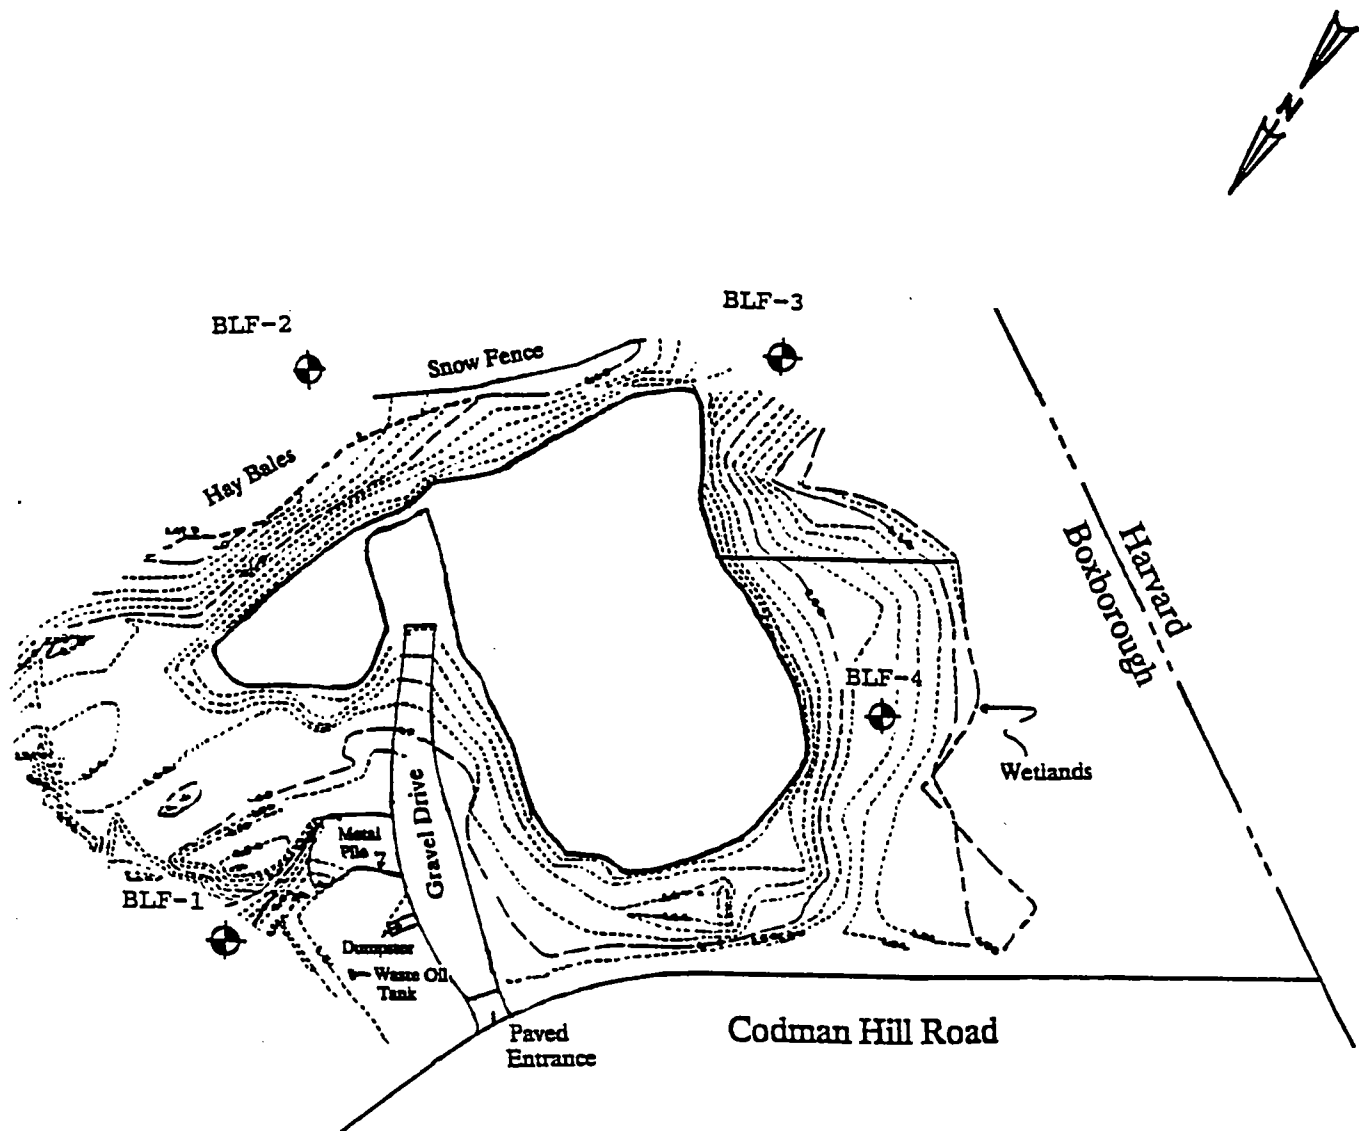 N
BLF-3
BLF-2
Snow Fence
Hay Bales
Harvard
Boxborough
BLF-4
Wetlands
Gravel Drive
Metal
Pile
BLF-1
Dumpster
Waste Oil
Tank
Paved
Entrance
Codman Hill Road